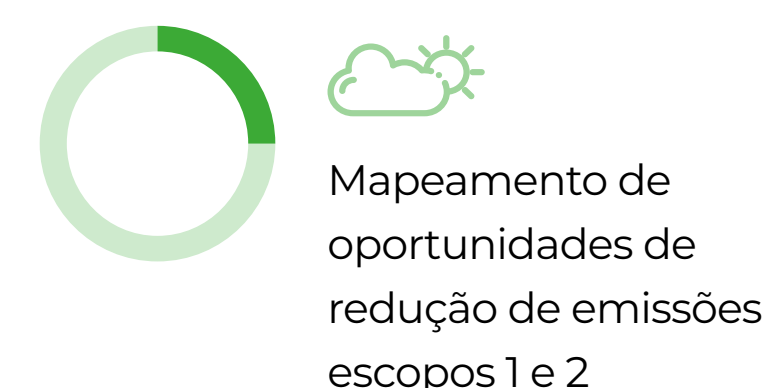 Mapeamento de
oportunidades de
redução de emissões
escopos 1 e 2